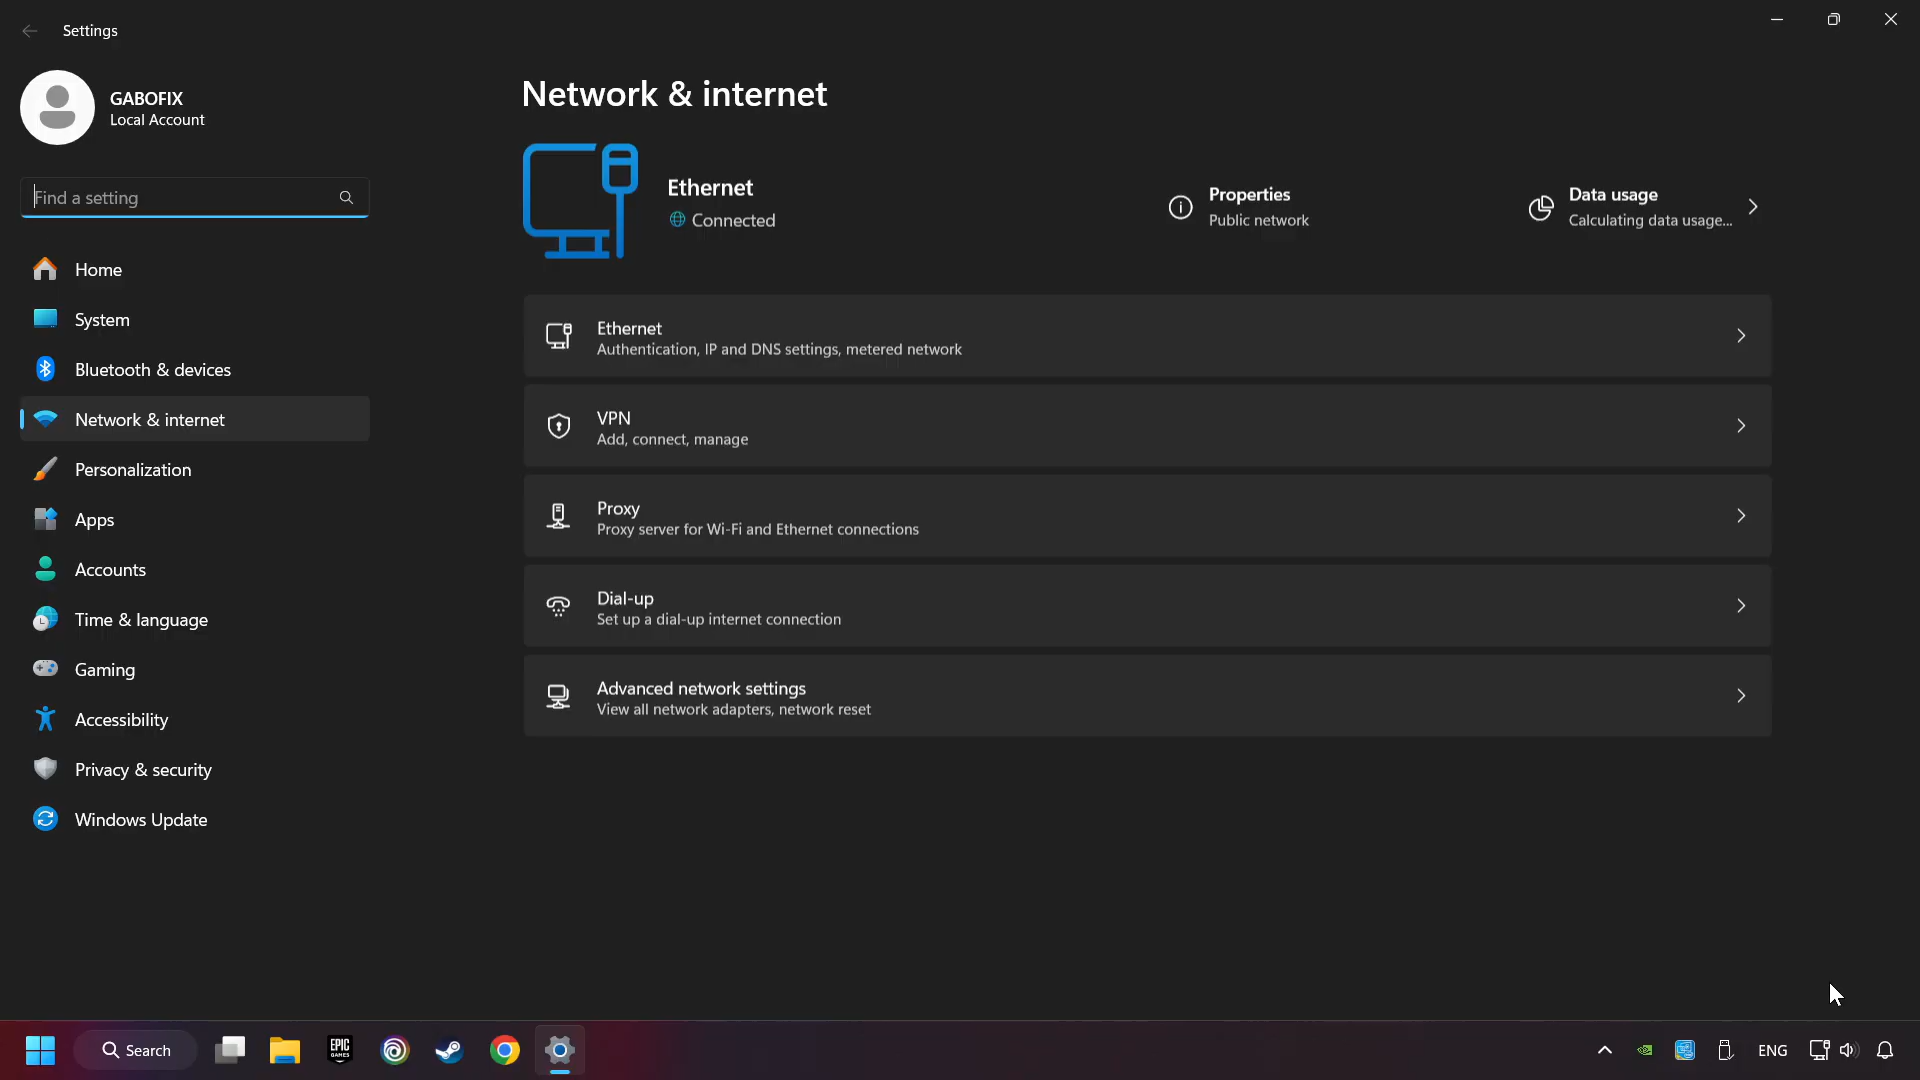 Settings
GABOFIX
Local Account
Find a setting
Home
System
Bluetooth & devices
Network & internet
Personalization
Apps
Accounts
Time & language
Gaming
Accessibility
Privacy & security
Windows Update
Network & internet
Ethernet
Connected
Properties
Public network
Data usage
Calculating data usage...
Ethernet
Authentication, IP and DNS settings, metered network
VPN
Add, connect, manage
Proxy
Proxy server for Wi-Fi and Ethernet connections
Dial-up
Set up a dial-up internet connection
Advanced network settings
View all network adapters, network reset
Search
EPIC
GAMES
ENG